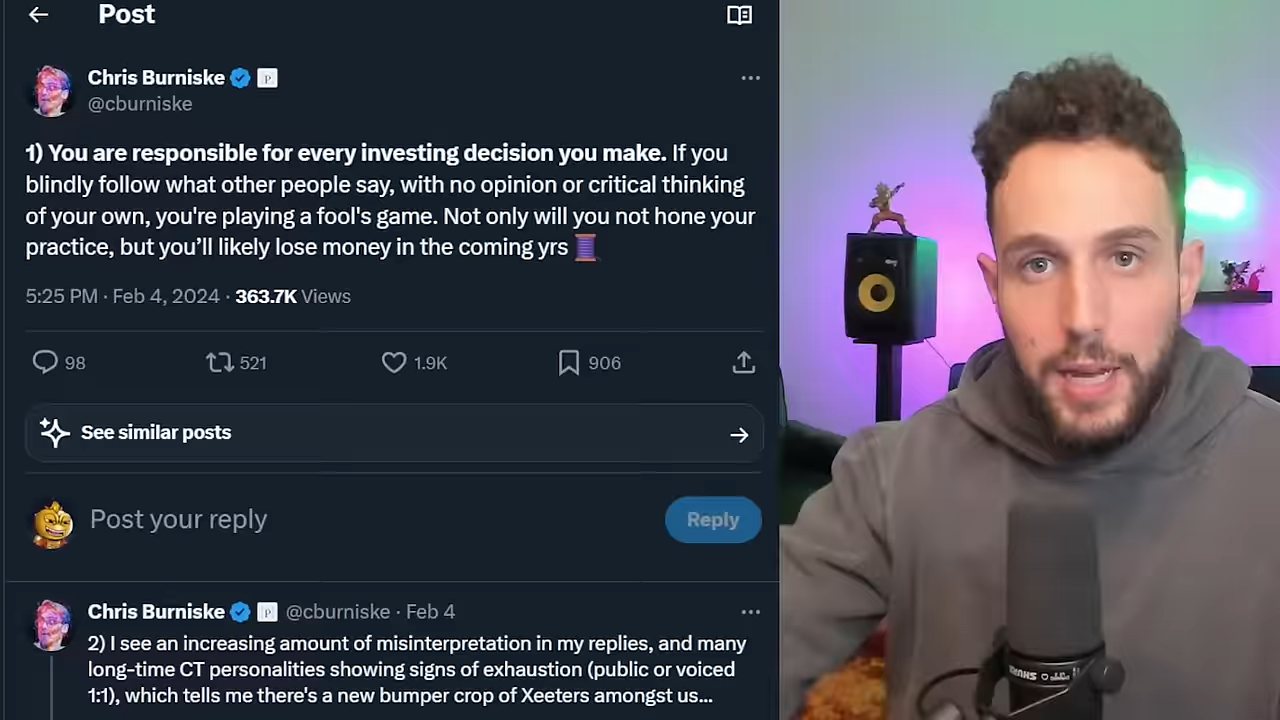 Post
Chris Burniske P
@cburniske
1) You are responsible for every investing decision you make. If you
blindly follow what other people say, with no opinion or critical thinking
of your own, you're playing a fool's game. Not only will you not hone your
practice, but you’ll likely lose money in the coming yrs
5:25 PM · Feb 4, 2024 · 363.7K Views
98 521 1.9K 906
See similar posts
Post your reply
Reply
Chris Burniske P @cburniske · Feb 4
2) I see an increasing amount of misinterpretation in my replies, and many
long-time CT personalities showing signs of exhaustion (public or voiced
1:1), which tells me there's a new bumper crop of Xeeters amongst us...
SHURE